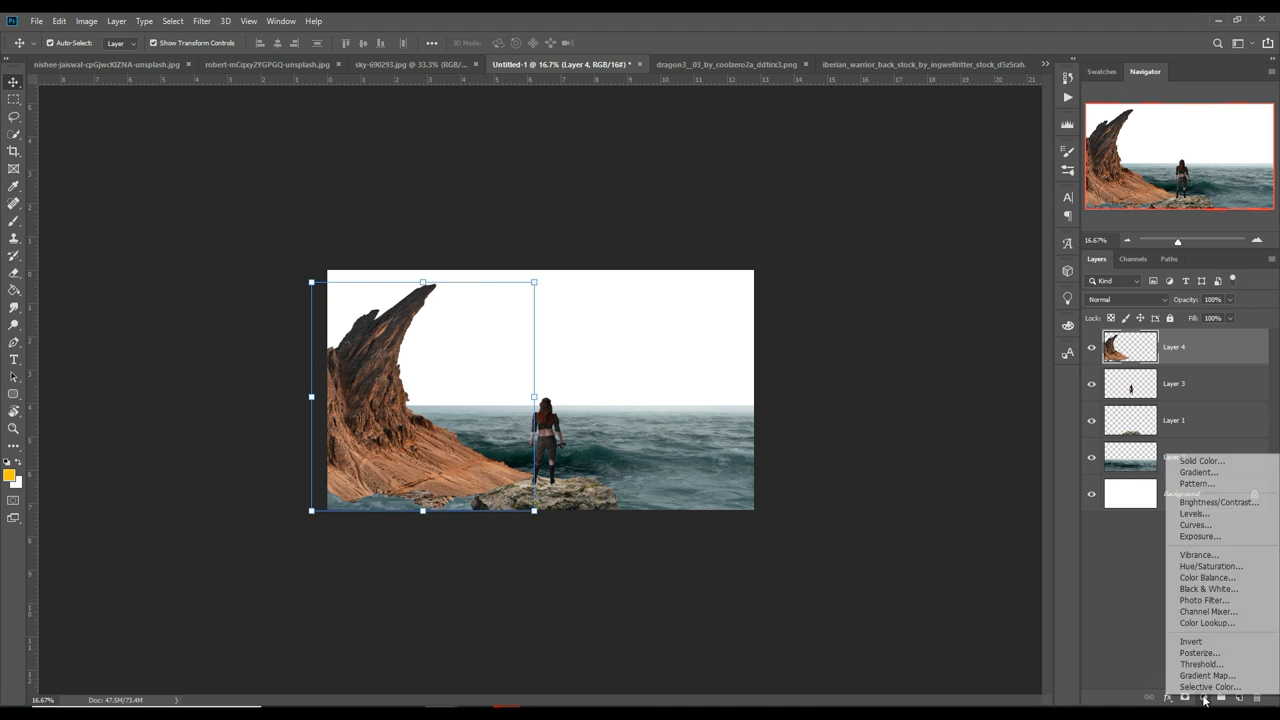 File Edit Image Layer Type Select Filter 3D View Window Help
Auto-Select: Layer Show Transform Controls 3D Mode:
nishee-jaiswal-cpGjwcKIZNA-unsplash.jpg × robert-mCqxy2YGPGQ-unsplash.jpg × sky-690293.jpg @ 33.3% (RGB/... × Untitled-1 @ 16.7% (Layer 4, RGB/16#) * × dragon3__03_by_coolzero2a_dd1irx3.png × iberian_warrior_back_stock_by_ingwellritter_stock_d5z5rah.
Swatches Navigator
16.67%
Layers Channels Paths
Kind
Normal Opacity: 100%
Lock: Fill: 100%
Layer 4
Layer 3
Layer 1
Background
Solid Color...
Gradient...
Pattern...
Brightness/Contrast...
Levels...
Curves...
Exposure...
Vibrance...
Hue/Saturation...
Color Balance...
Black & White...
Photo Filter...
Channel Mixer...
Color Lookup...
Invert
Posterize...
Threshold...
Gradient Map...
Selective Color...
16.67% Doc: 47.5M/73.4M